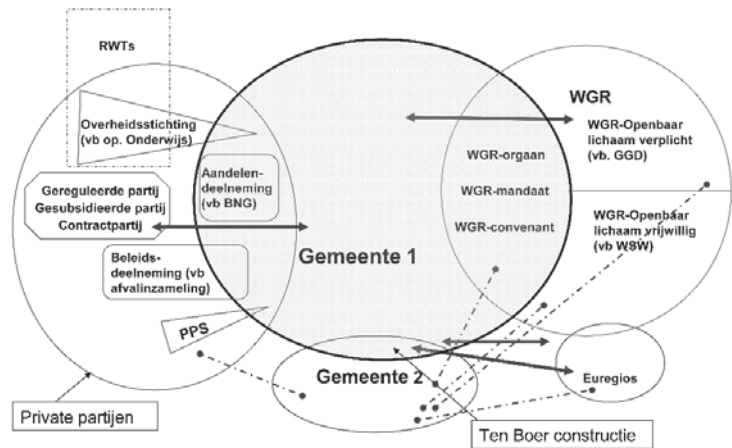 RWTs
Overheidsstichting
(vb op. Onderwijs)
Gereguleerde partij
Gesubsidieerde partij
Contractpartij
Aandelen-
deelneming
(vb BNG)
Beleids-
deelneming (vb
afvalinzameling)
PPS
Private partijen
Gemeente 1
Gemeente 2
Ten Boer constructie
WGR
WGR-orgaan
WGR-mandaat
WGR-convenant
WGR-Openbaar
lichaam verplicht
(vb. GGD)
WGR-Openbaar
lichaam vrijwillig
(vb WSW)
Euregios